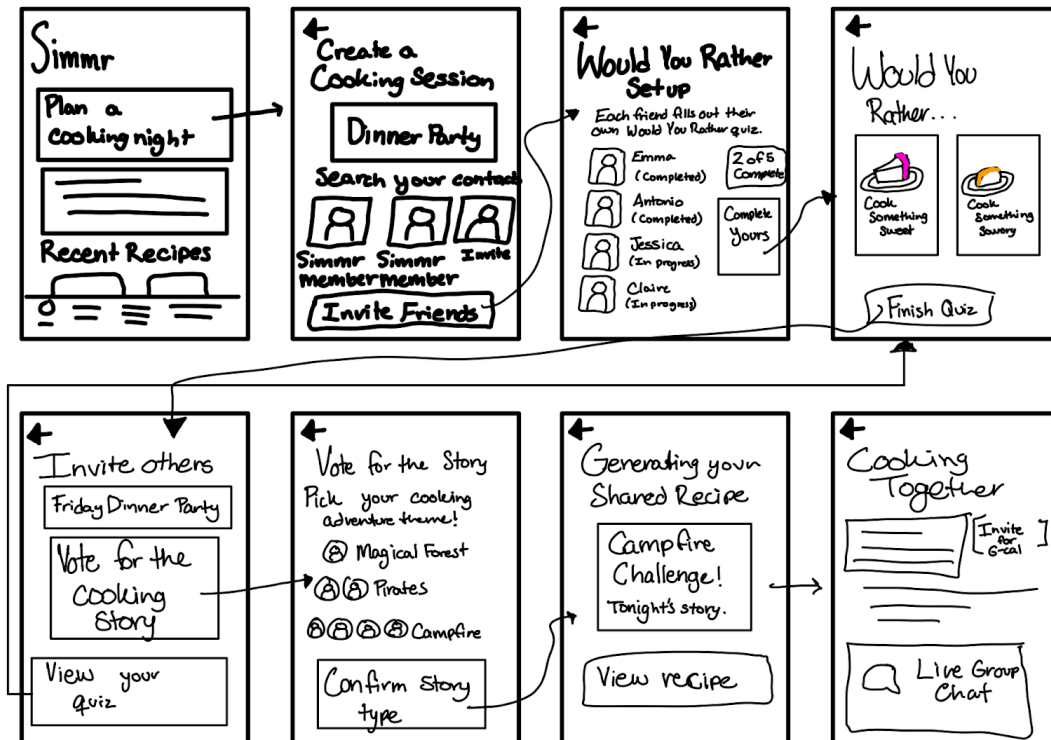 Simmr
Plan a
cooking night
Recent Recipes
Create a
Cooking Session
Dinner Party
Search your contacts
Simmr
member
Simmr
member
Invite
Invite Friends
Would You Rather
Setup
Each friend fills out their
own Would You Rather quiz.
Emma
(Completed)
Antonio
(Completed)
Jessica
(In progress)
Claire
(In progress)
2 of 5
Complete
Complete
Yours
Would You
Rather...
Cook
Something
Sweet
Cook
Something
Savory
Finish Quiz
Invite others
Friday Dinner Party
Vote for the
cooking
story
View your
quiz
Vote for the Story
Pick your cooking
adventure theme!
Magical Forest
Pirates
Campfire
Confirm story
type
Generating your
Shared Recipe
Campfire
Challenge!
Tonight's story.
View recipe
Cooking
Together
Invite
for
G-cal
Live Group
Chat